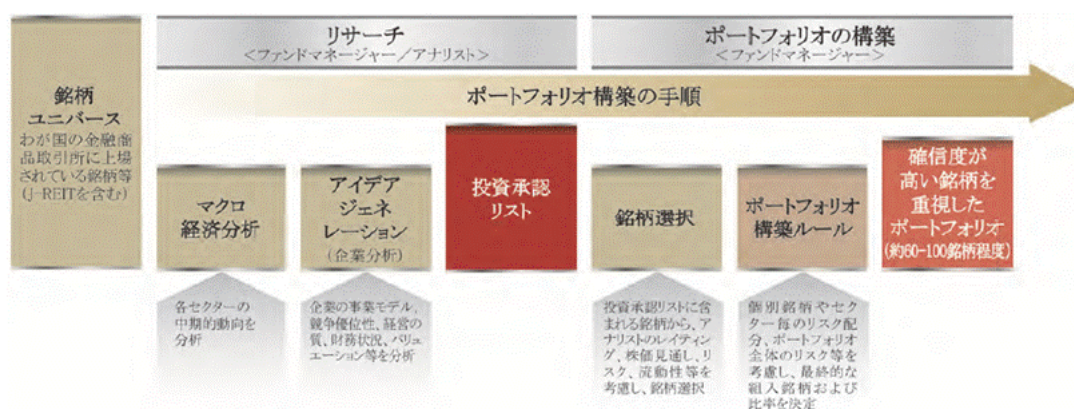 リサーチ
<ファンドマネージャー/アナリスト>
ポートフォリオの構築
<ファンドマネージャー>
ポートフォリオ構築の手順
銘柄
ユニバース
わが国の金融商
品取引所に上場
されている銘柄等
(J-REITを含む)
マクロ
経済分析
各セクターの
中期的動向を
分析
アイデア
ジェネ
レーション
(企業分析)
企業の事業モデル、
競争優位性、経営の
質、財務状況、バリュ
エーション等を分析
投資承認
リスト
銘柄選択
投資承認リストに含
まれる銘柄から、ア
ナリストのレイティン
グ、株価見通し、リ
スク、流動性等を
考慮し、銘柄選択
ポートフォリオ
構築ルール
個別銘柄やセク
ター毎のリスク配
分、ポートフォリオ
全体のリスク等を
考慮し、最終的な
組入銘柄および
比率を決定
確信度が
高い銘柄を
重視した
ポートフォリオ
(約60-100銘柄程度)